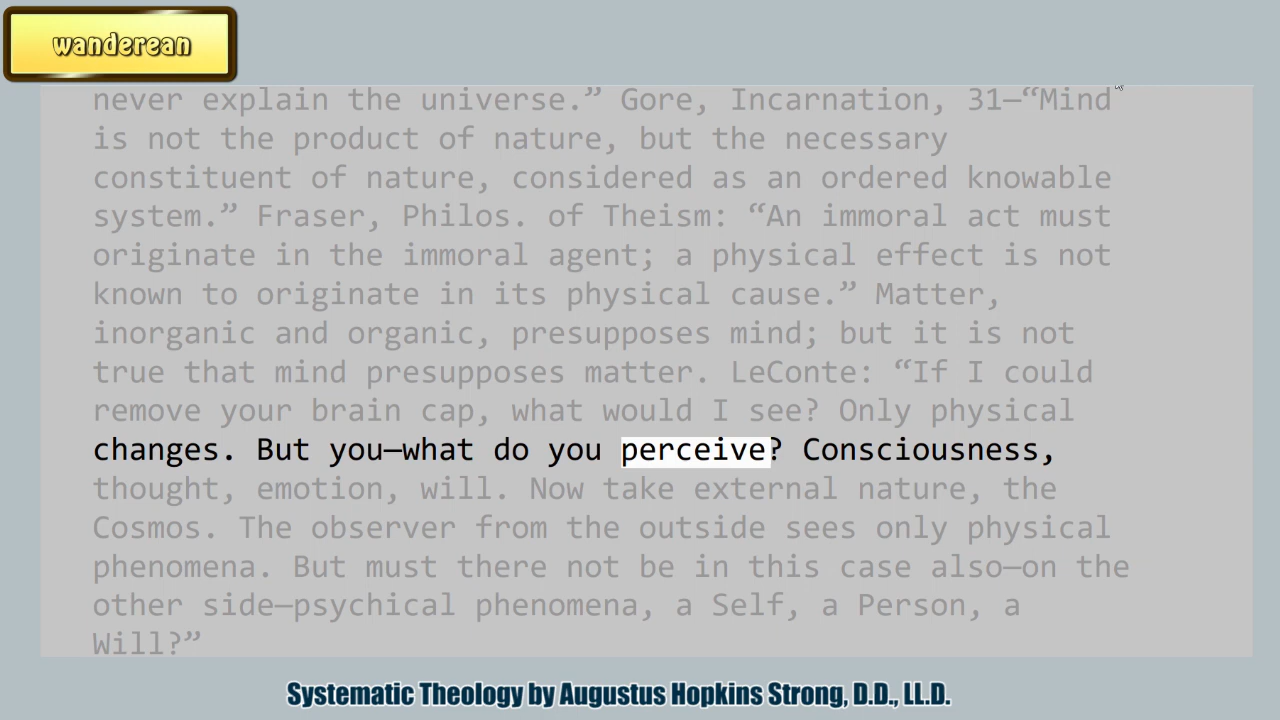 wanderean
never explain the universe.” Gore, Incarnation, 31—“Mind
is not the product of nature, but the necessary
constituent of nature, considered as an ordered knowable
system.” Fraser, Philos. of Theism: “An immoral act must
originate in the immoral agent; a physical effect is not
known to originate in its physical cause.” Matter,
inorganic and organic, presupposes mind; but it is not
true that mind presupposes matter. LeConte: “If I could
remove your brain cap, what would I see? Only physical
changes. But you—what do you perceive? Consciousness,
thought, emotion, will. Now take external nature, the
Cosmos. The observer from the outside sees only physical
phenomena. But must there not be in this case also—on the
other side—psychical phenomena, a Self, a Person, a
Will?”
Systematic Theology by Augustus Hopkins Strong, D.D., LL.D.